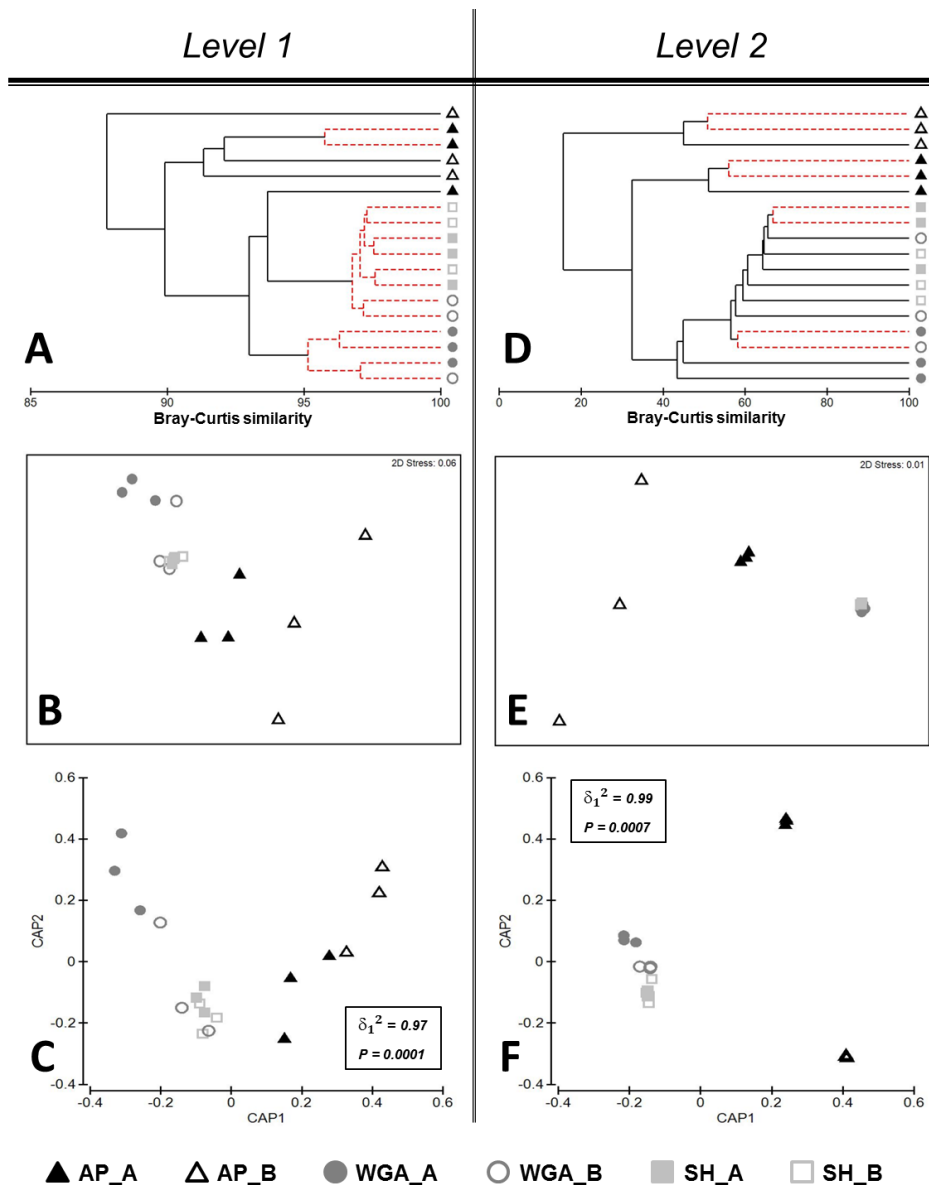 Level 1
Level 2
A
85 90 95 100
Bray-Curtis similarity
D
0 20 40 60 80 100
Bray-Curtis similarity
2D Stress: 0.06
B
2D Stress: 0.01
E
0.6
0.4
0.2
0
-0.2
-0.4
CAP2
δ₁² = 0.97
P = 0.0001
C
-0.4 -0.2 0 0.2 0.4 0.6
CAP1
0.6
0.4
0.2
0
-0.2
-0.4
CAP2
δ₁² = 0.99
P = 0.0007
F
-0.4 -0.2 0 0.2 0.4 0.6
CAP1
AP_A AP_B WGA_A WGA_B SH_A SH_B